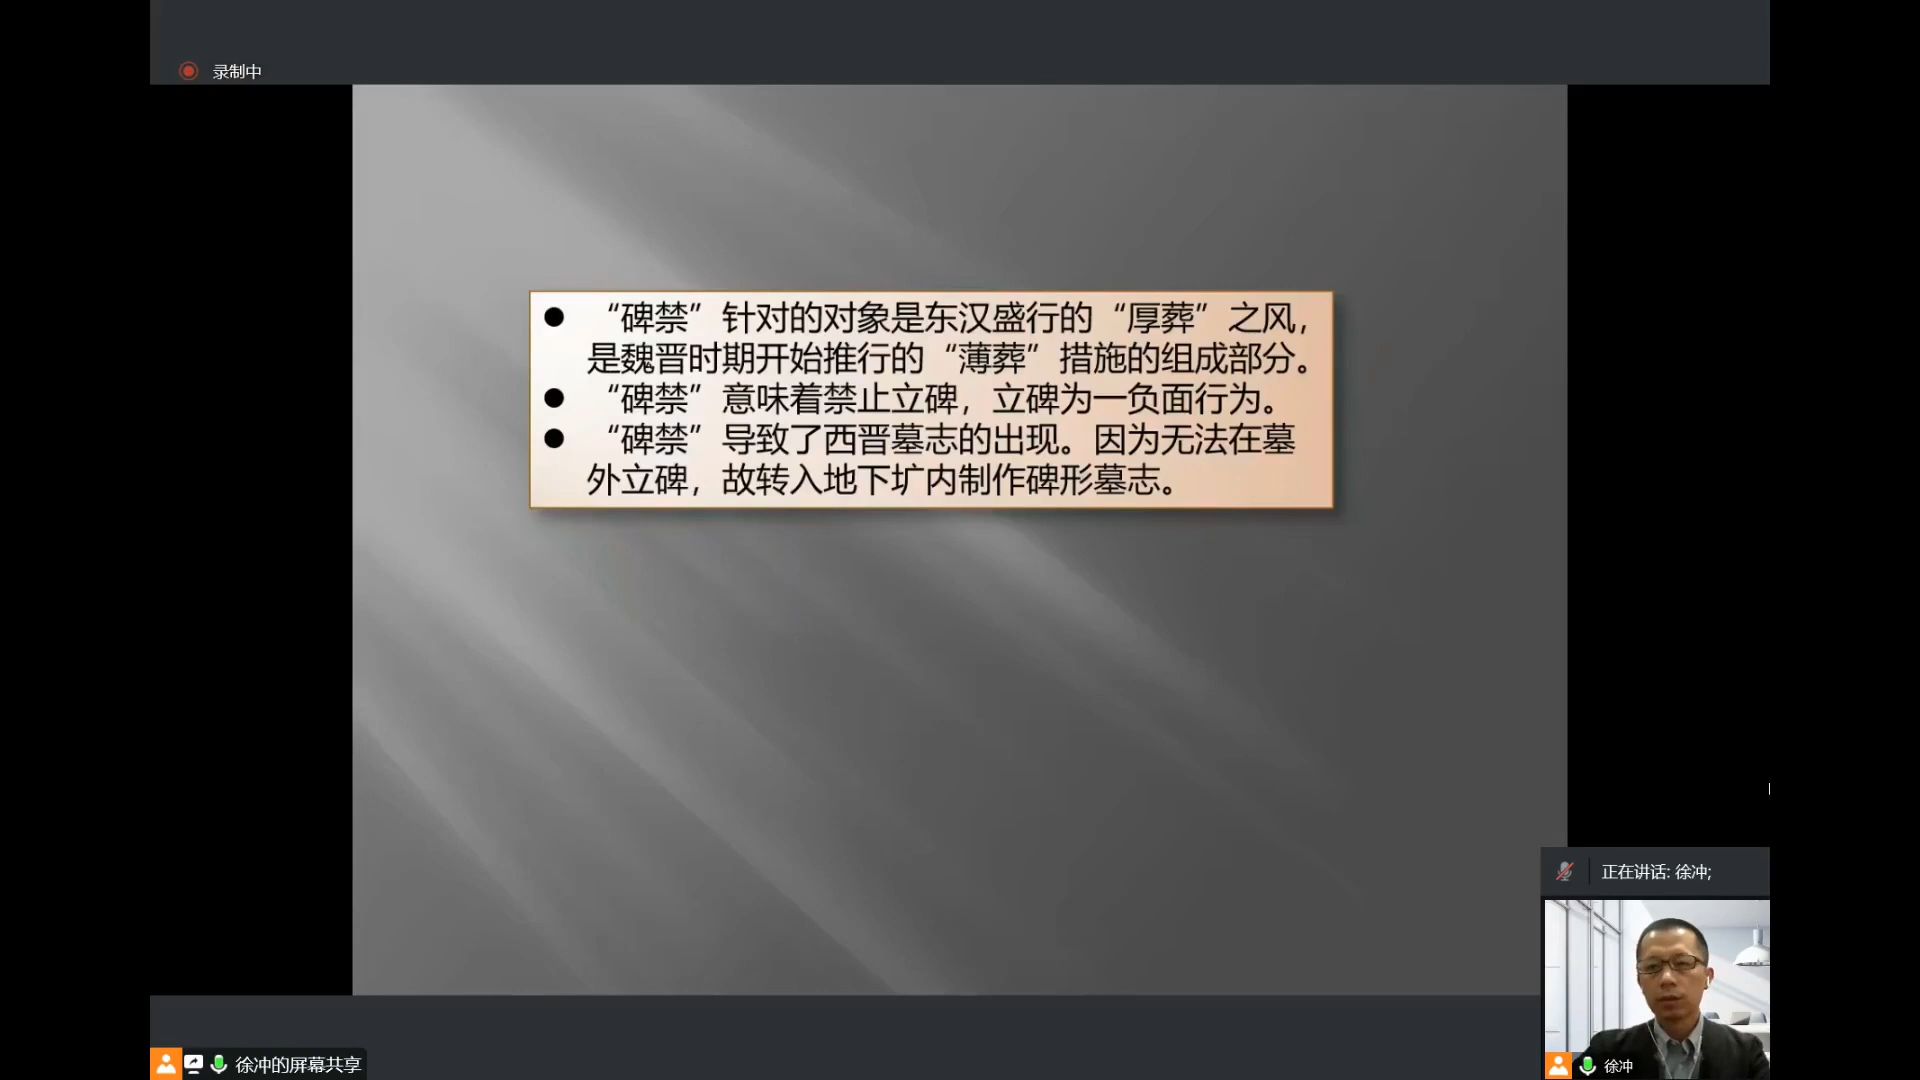 录制中
● “碑禁”针对的对象是东汉盛行的“厚葬”之风,
是魏晋时期开始推行的“薄葬”措施的组成部分。
● “碑禁”意味着禁止立碑，立碑为一负面行为。
● “碑禁”导致了西晋墓志的出现。因为无法在墓
外立碑，故转入地下圹内制作碑形墓志。
正在讲话: 徐冲;
徐冲
徐冲的屏幕共享